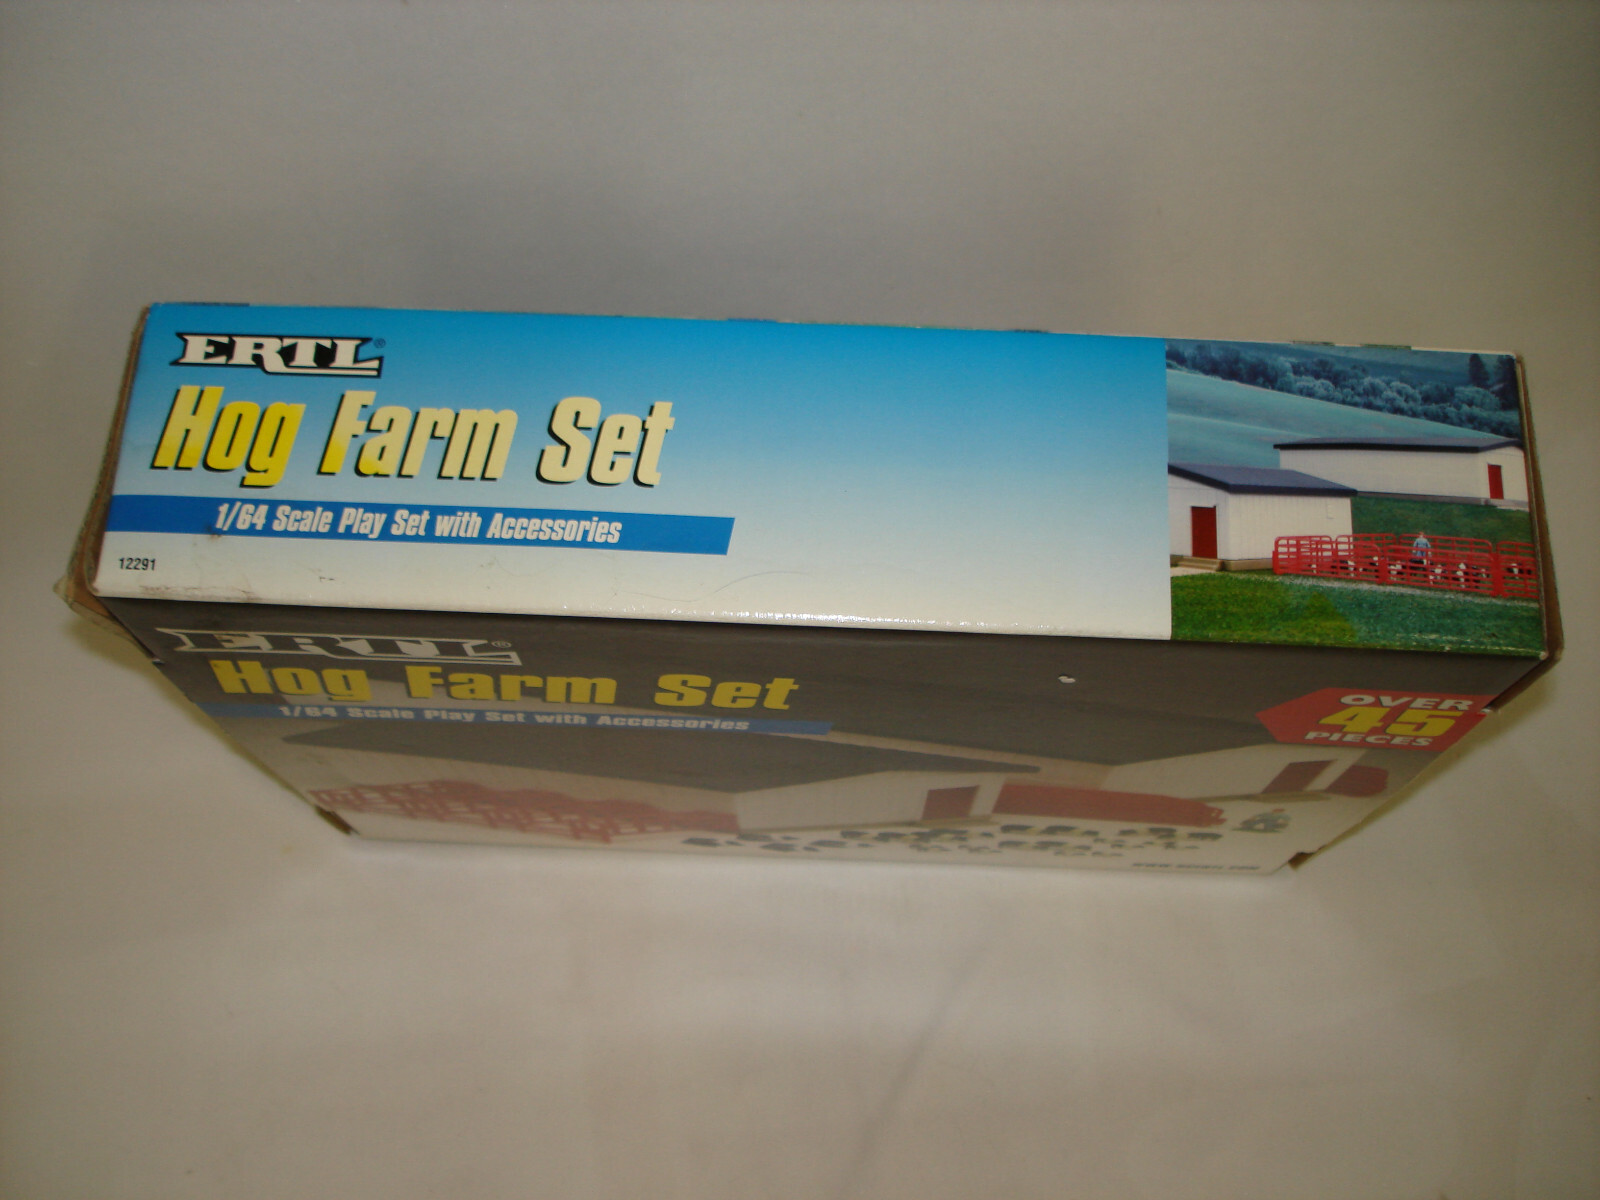 ERTL®
Hog Farm Set
1/64 Scale Play Set with Accessories
12291
ERTL®
Hog Farm Set
1/64 Scale Play Set with Accessories
OVER
45
PIECES